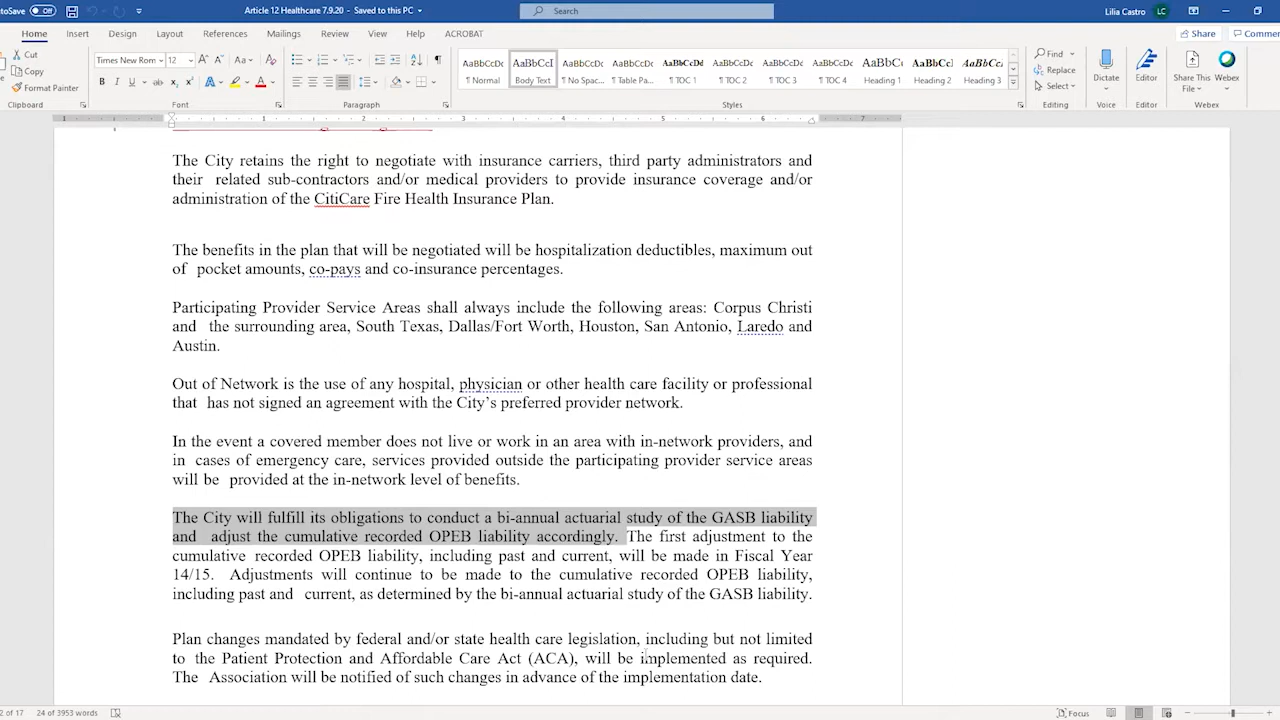 toSave Off Article 12 Healthcare 7.9.20 - Saved to this PC Search Lilia Castro LC
Home Insert Design Layout References Mailings Review View Help ACROBAT Share Commen
Cut
Copy
Format Painter
Clipboard
Times New Rom 12
Font
Paragraph
AaBbCcDc AaBbCcI AaBbCcDc AaBbCcDc AaBbCcDc AaBbCcDc AaBbCcDc AaBbCcDc AaBbC AaBbCc AaBbCc
¶ Normal Body Text ¶ No Spac... ¶ Table Pa... ¶ TOC 1 ¶ TOC 2 ¶ TOC 3 ¶ TOC 4 Heading 1 Heading 2 Heading 3
Styles
Find
Replace
Select
Editing
Dictate
Voice
Editor
Editor
Share This File
Webex
Webex
1 1 2 3 4 5 6 7
The City retains the right to negotiate with insurance carriers, third party administrators and
their related sub-contractors and/or medical providers to provide insurance coverage and/or
administration of the CitiCare Fire Health Insurance Plan.
The benefits in the plan that will be negotiated will be hospitalization deductibles, maximum out
of pocket amounts, co-pays and co-insurance percentages.
Participating Provider Service Areas shall always include the following areas: Corpus Christi
and the surrounding area, South Texas, Dallas/Fort Worth, Houston, San Antonio, Laredo and
Austin.
Out of Network is the use of any hospital, physician or other health care facility or professional
that has not signed an agreement with the City's preferred provider network.
In the event a covered member does not live or work in an area with in-network providers, and
in cases of emergency care, services provided outside the participating provider service areas
will be provided at the in-network level of benefits.
The City will fulfill its obligations to conduct a bi-annual actuarial study of the GASB liability
and adjust the cumulative recorded OPEB liability accordingly. The first adjustment to the
cumulative recorded OPEB liability, including past and current, will be made in Fiscal Year
14/15. Adjustments will continue to be made to the cumulative recorded OPEB liability,
including past and current, as determined by the bi-annual actuarial study of the GASB liability.
Plan changes mandated by federal and/or state health care legislation, including but not limited
to the Patient Protection and Affordable Care Act (ACA), will be implemented as required.
The Association will be notified of such changes in advance of the implementation date.
2 of 17 24 of 3953 words Focus